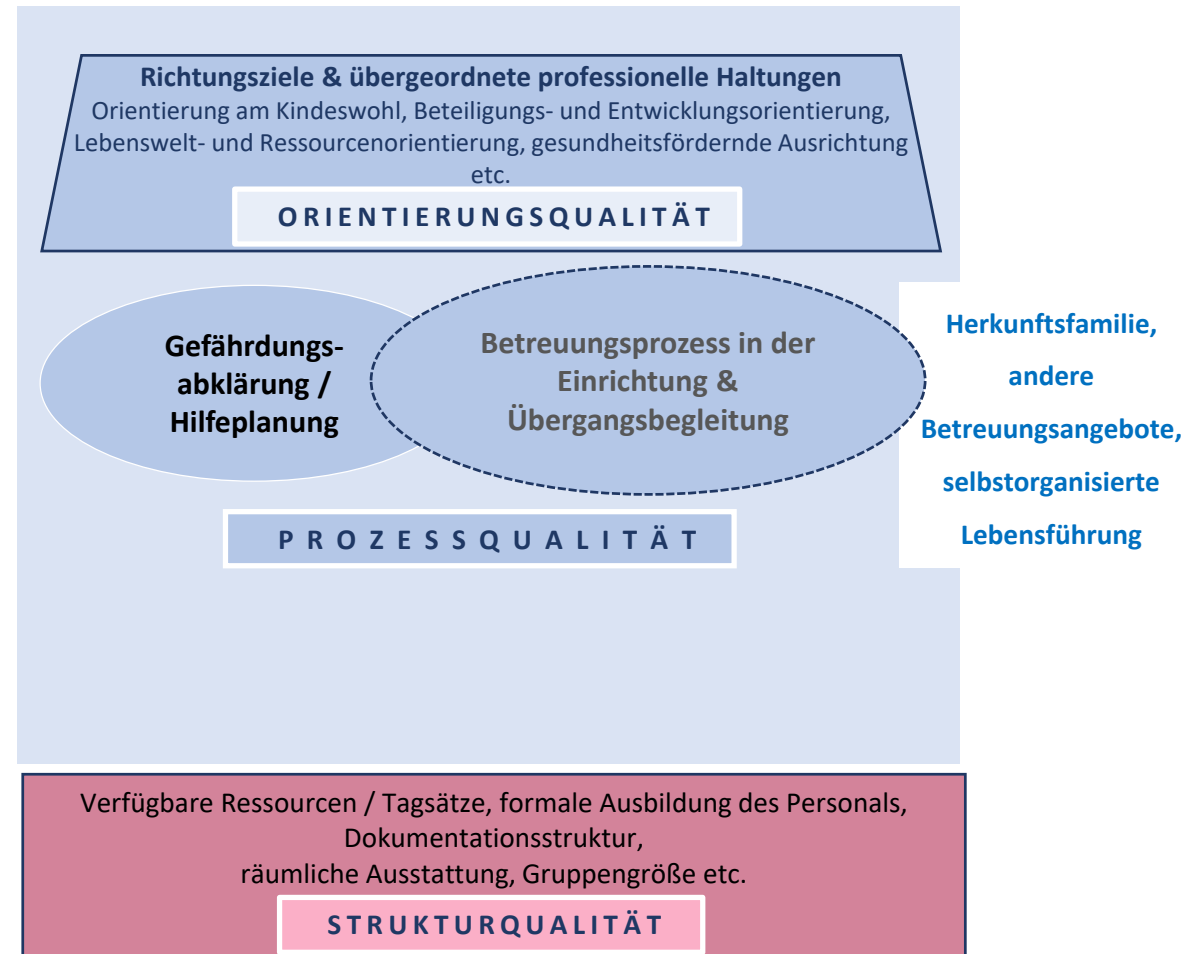 Richtungsziele & übergeordnete professionelle Haltungen
Orientierung am Kindeswohl, Beteiligungs- und Entwicklungsorientierung,
Lebenswelt- und Ressourcenorientierung, gesundheitsfördernde Ausrichtung
etc.
ORIENTIERUNGSQUALITÄT
Gefährdungs-
abklärung /
Hilfeplanung
Betreuungsprozess in der
Einrichtung &
Übergangsbegleitung
Herkunftsfamilie,
andere
Betreuungsangebote,
selbstorganisierte
Lebensführung
PROZESSQUALITÄT
Verfügbare Ressourcen / Tagsätze, formale Ausbildung des Personals,
Dokumentationsstruktur,
räumliche Ausstattung, Gruppengröße etc.
STRUKTURQUALITÄT